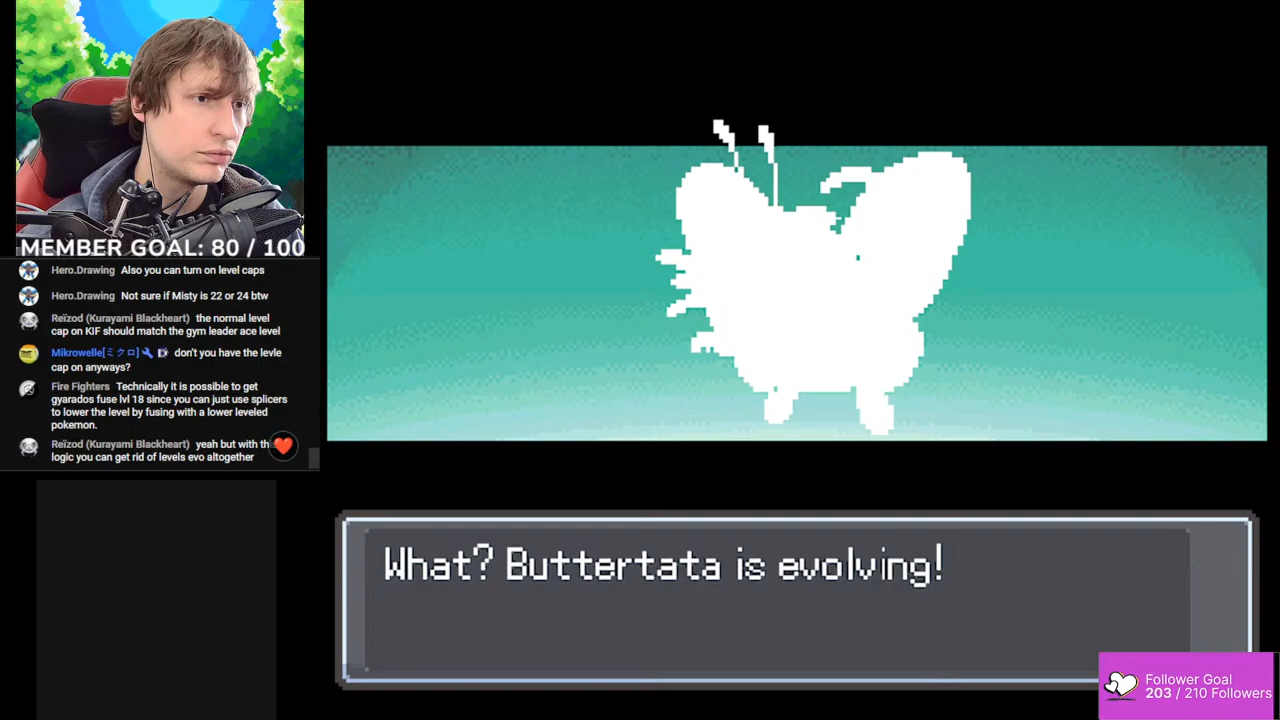 MEMBER GOAL: 80 / 100
Hero.Drawing Also you can turn on level caps
Hero.Drawing Not sure if Misty is 22 or 24 btw
Reïzod (Kurayami Blackheart) the normal level
cap on KIF should match the gym leader ace level
Mikrowelle[ミクロ] don't you have the levle
cap on anyways?
Fire Fighters Technically it is possible to get
gyarados fuse lvl 18 since you can just use splicers
to lower the level by fusing with a lower leveled
pokemon.
Reïzod (Kurayami Blackheart) yeah but with
logic you can get rid of levels evo altogether
What? Buttertata is evolving!
Follower Goal
203 / 210 Followers